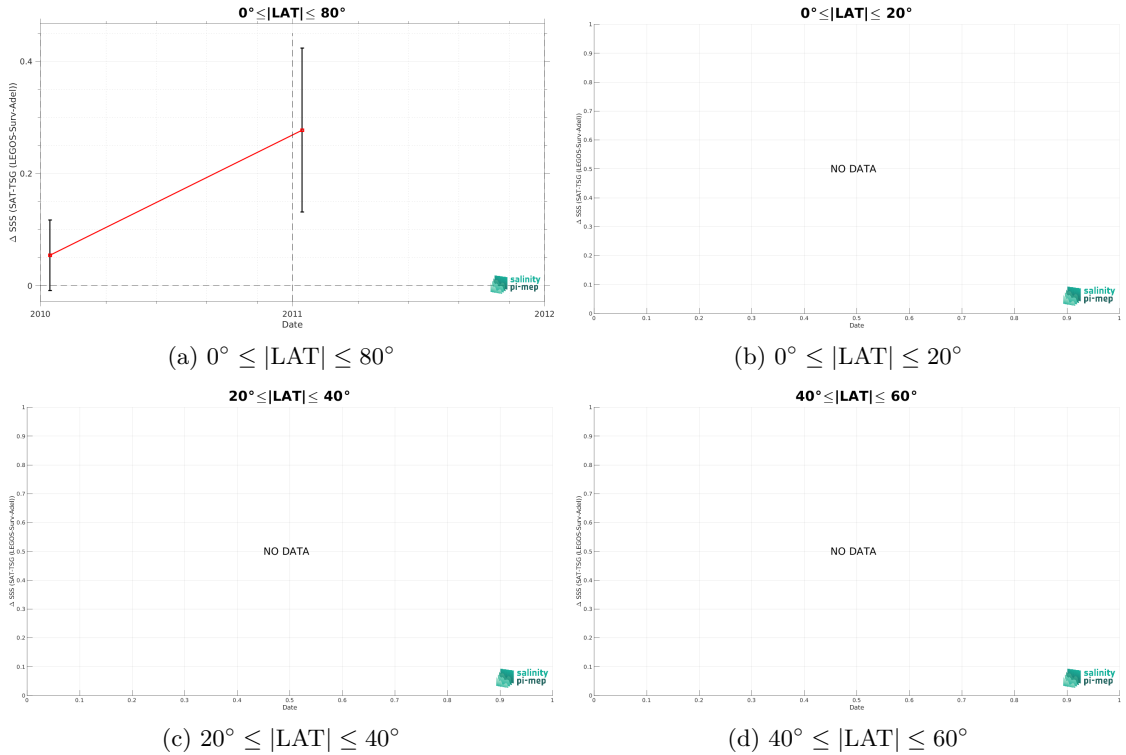 0°≤|LAT|≤ 80°
Δ SSS (SAT-TSG (LEGOS-Surv-Adel))
0.4
0.2
0
2010
2011
2012
Date
salinity
pi-mep
(a) 0° ≤ |LAT| ≤ 80°
0°≤|LAT|≤ 20°
Δ SSS (SAT-TSG (LEGOS-Surv-Adel))
1
0.9
0.8
0.7
0.6
0.5
0.4
0.3
0.2
0.1
0
NO DATA
0 0.1 0.2 0.3 0.4 0.5 0.6 0.7 0.8 0.9 1
Date
salinity
pi-mep
(b) 0° ≤ |LAT| ≤ 20°
20°≤|LAT|≤ 40°
Δ SSS (SAT-TSG (LEGOS-Surv-Adel))
1
0.9
0.8
0.7
0.6
0.5
0.4
0.3
0.2
0.1
0
NO DATA
0 0.1 0.2 0.3 0.4 0.5 0.6 0.7 0.8 0.9 1
Date
salinity
pi-mep
(c) 20° ≤ |LAT| ≤ 40°
40°≤|LAT|≤ 60°
Δ SSS (SAT-TSG (LEGOS-Surv-Adel))
1
0.9
0.8
0.7
0.6
0.5
0.4
0.3
0.2
0.1
0
NO DATA
0 0.1 0.2 0.3 0.4 0.5 0.6 0.7 0.8 0.9 1
Date
salinity
pi-mep
(d) 40° ≤ |LAT| ≤ 60°